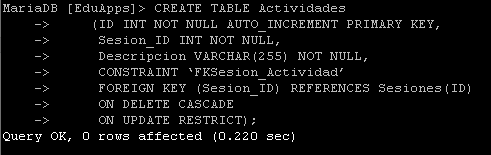 MariaDB [EduApps]> CREATE TABLE Actividades
-> (ID INT NOT NULL AUTO_INCREMENT PRIMARY KEY,
-> Sesion_ID INT NOT NULL,
-> Descripcion VARCHAR(255) NOT NULL,
-> CONSTRAINT ‘FKSesion_Actividad’
-> FOREIGN KEY (Sesion_ID) REFERENCES Sesiones(ID)
-> ON DELETE CASCADE
-> ON UPDATE RESTRICT);
Query OK, 0 rows affected (0.220 sec)